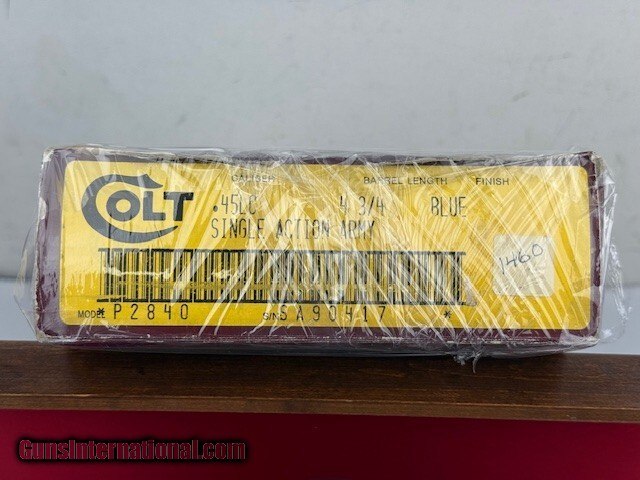 COLT
CALIBER BARREL LENGTH FINISH
.45LC 4 3/4 BLUE
SINGLE ACTION ARMY
1460
MODEL *P2840 S/N SA90417 *
GunsInternational.com